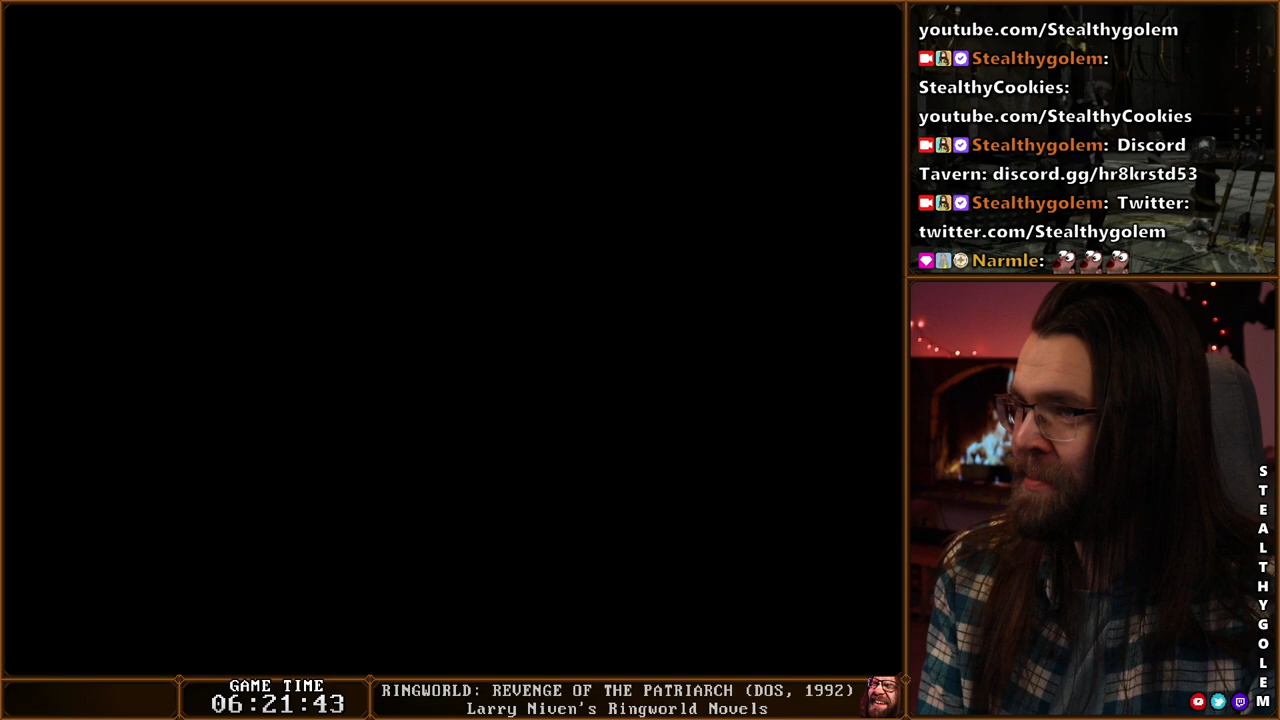 youtube.com/Stealthygolem
Stealthygolem:
StealthyCookies:
youtube.com/StealthyCookies
Stealthygolem: Discord
Tavern: discord.gg/hr8krstd53
Stealthygolem: Twitter:
twitter.com/Stealthygolem
Narmle:
STEALTHYGOLEM
GAME TIME
06:21:43
RINGWORLD: REVENGE OF THE PATRIARCH (DOS, 1992)
Larry Niven's Ringworld Novels